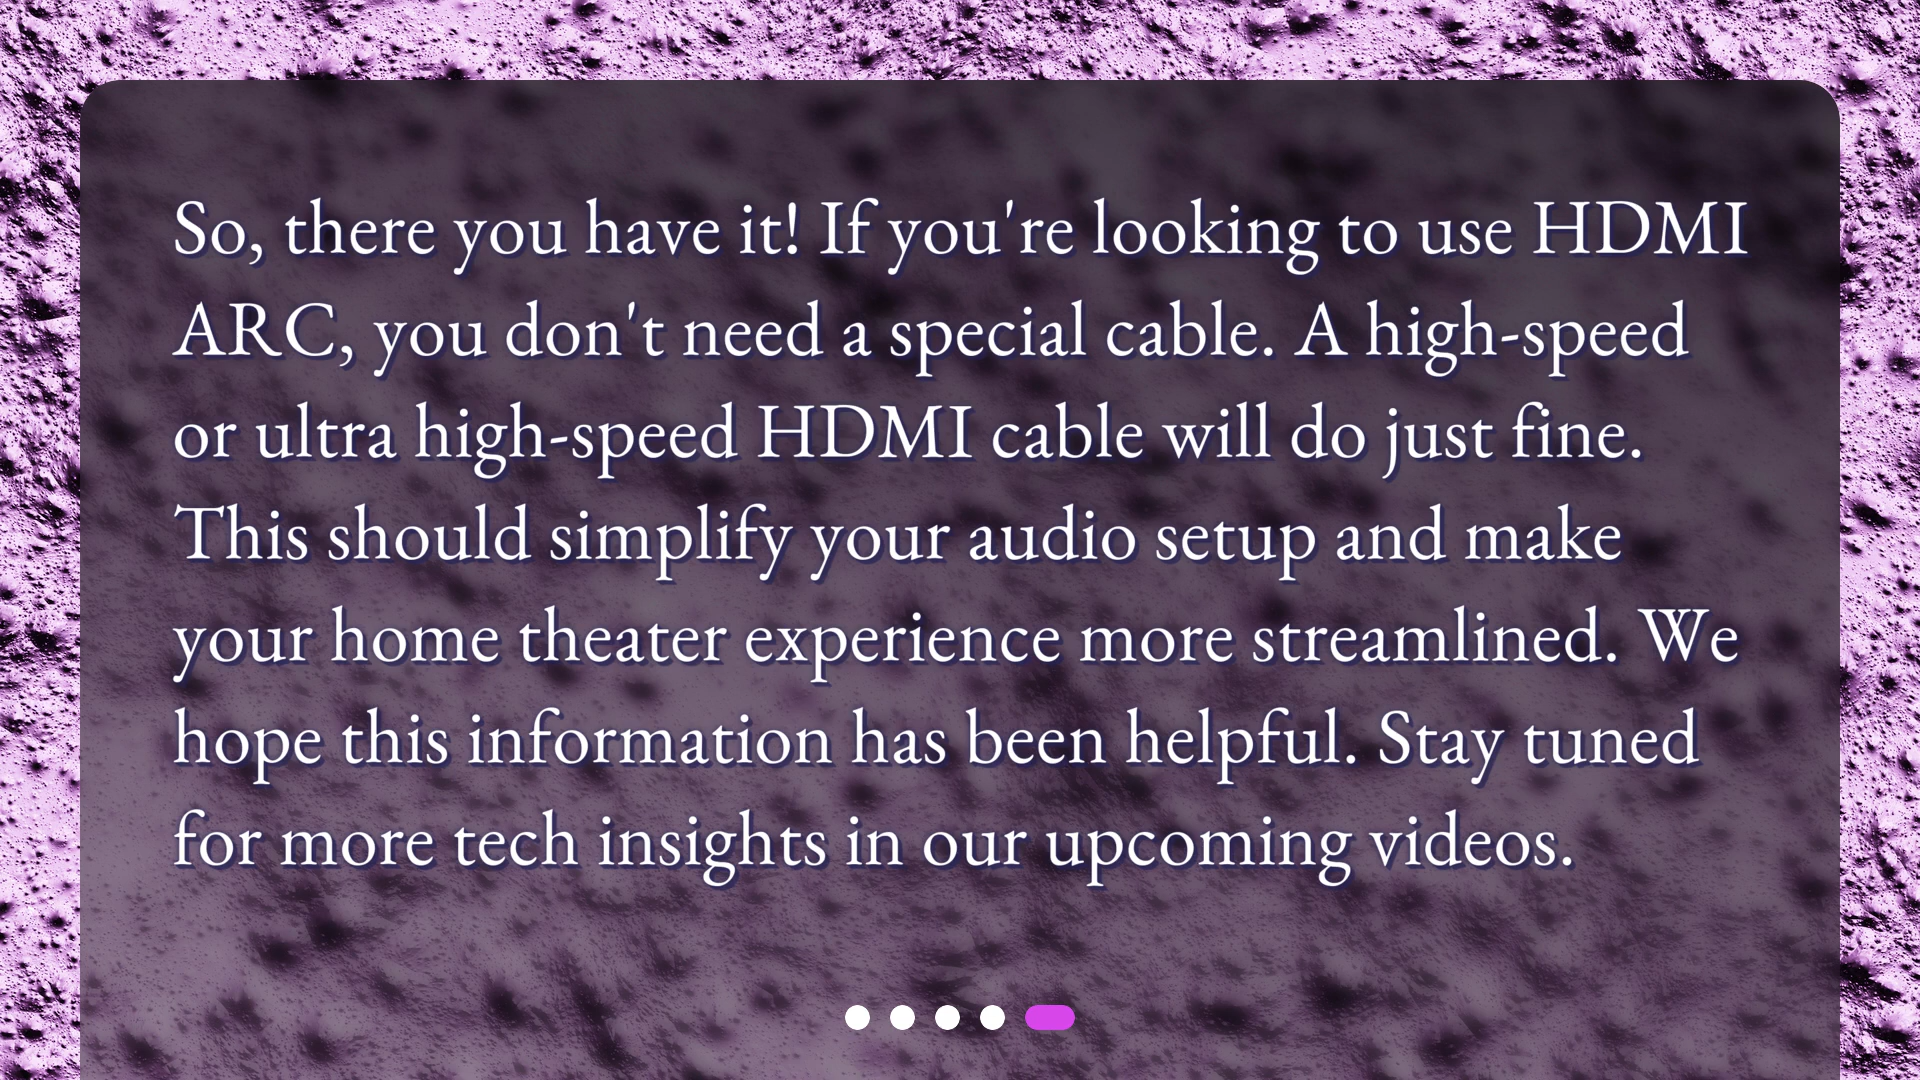 So, there you have it! If you're looking to use HDMI
ARC, you don't need a special cable. A high-speed
or ultra high-speed HDMI cable will do just fine.
This should simplify your audio setup and make
your home theater experience more streamlined. We
hope this information has been helpful. Stay tuned
for more tech insights in our upcoming videos.